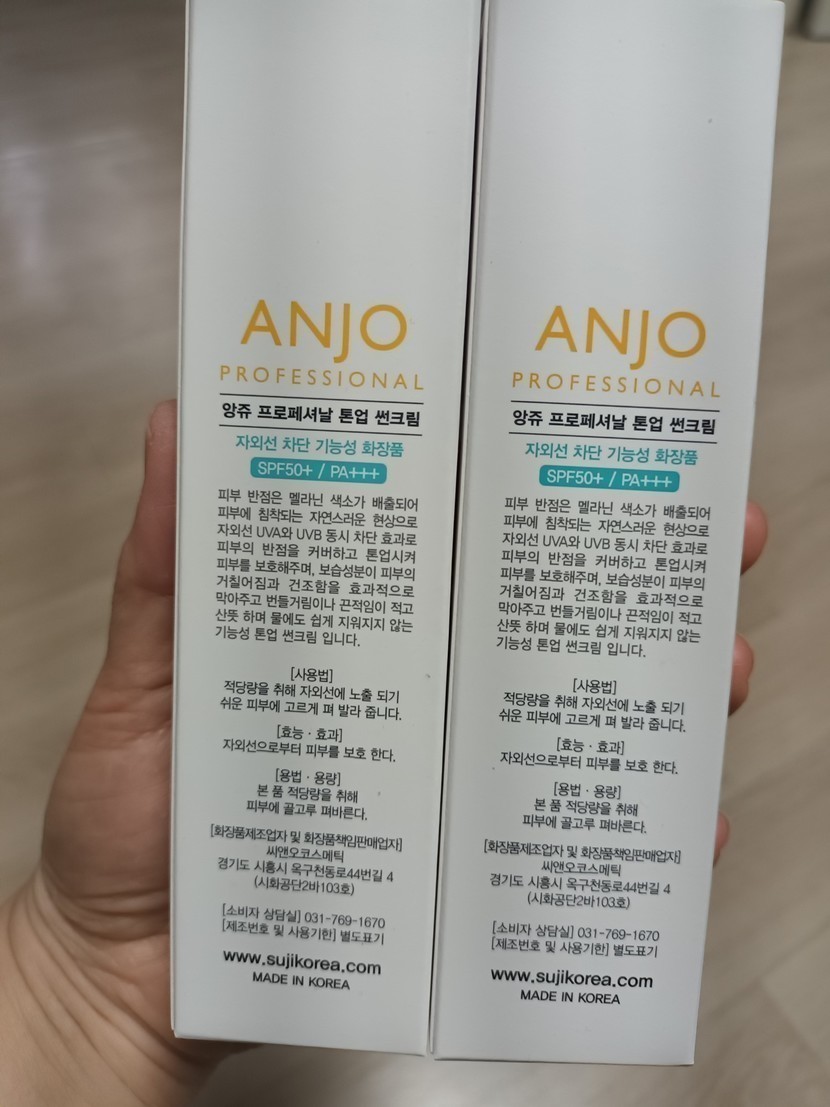 ANJO
PROFESSIONAL
앙쥬 프로페셔날 톤업 썬크림
자외선 차단 기능성 화장품
SPF50+ / PA+++
피부 반점은 멜라닌 색소가 배출되어
피부에 침착되는 자연스러운 현상으로
자외선 UVA와 UVB 동시 차단 효과로
피부의 반점을 커버하고 톤업시켜
피부를 보호해주며, 보습성분이 피부의
거칠어짐과 건조함을 효과적으로
막아주고 번들거림이나 끈적임이 적고
산뜻 하며 물에도 쉽게 지워지지 않는
기능성 톤업 썬크림 입니다.
[사용법]
적당량을 취해 자외선에 노출 되기
쉬운 피부에 고르게 펴 발라 줍니다.
[효능 · 효과]
자외선으로부터 피부를 보호 한다.
[용법 · 용량]
본 품 적당량을 취해
피부에 골고루 펴바른다.
[화장품제조업자 및 화장품책임판매업자]
씨앤오코스메틱
경기도 시흥시 옥구천동로44번길 4
(시화공단2바103호)
[소비자 상담실] 031-769-1670
[제조번호 및 사용기한] 별도표기
www.sujikorea.com
MADE IN KOREA
ANJO
PROFESSIONAL
앙쥬 프로페셔날 톤업 썬크림
자외선 차단 기능성 화장품
SPF50+ / PA+++
피부 반점은 멜라닌 색소가 배출되어
피부에 침착되는 자연스러운 현상으로
자외선 UVA와 UVB 동시 차단 효과로
피부의 반점을 커버하고 톤업시켜
피부를 보호해주며, 보습성분이 피부의
거칠어짐과 건조함을 효과적으로
막아주고 번들거림이나 끈적임이 적고
산뜻 하며 물에도 쉽게 지워지지 않는
기능성 톤업 썬크림 입니다.
[사용법]
적당량을 취해 자외선에 노출 되기
쉬운 피부에 고르게 펴 발라 줍니다.
[효능 · 효과]
자외선으로부터 피부를 보호 한다.
[용법 · 용량]
본 품 적당량을 취해
피부에 골고루 펴바른다.
[화장품제조업자 및 화장품책임판매업자]
씨앤오코스메틱
경기도 시흥시 옥구천동로44번길 4
(시화공단2바103호)
[소비자 상담실] 031-769-1670
[제조번호 및 사용기한] 별도표기
www.sujikorea.com
MADE IN KOREA